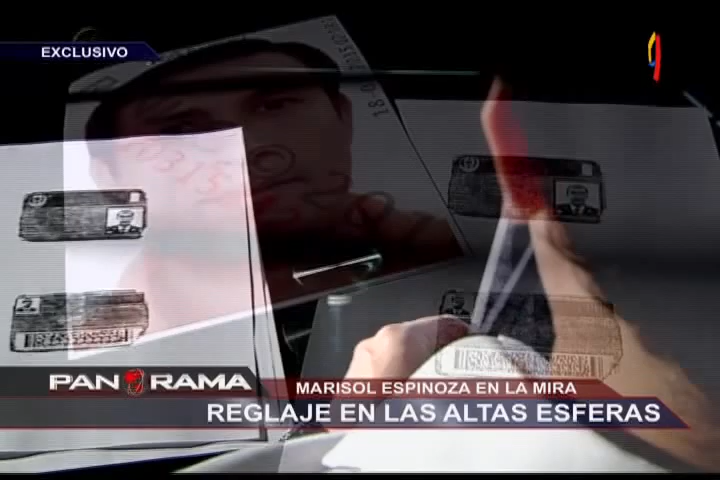 EXCLUSIVO
PANORAMA
MARISOL ESPINOZA EN LA MIRA
REGLAJE EN LAS ALTAS ESFERAS